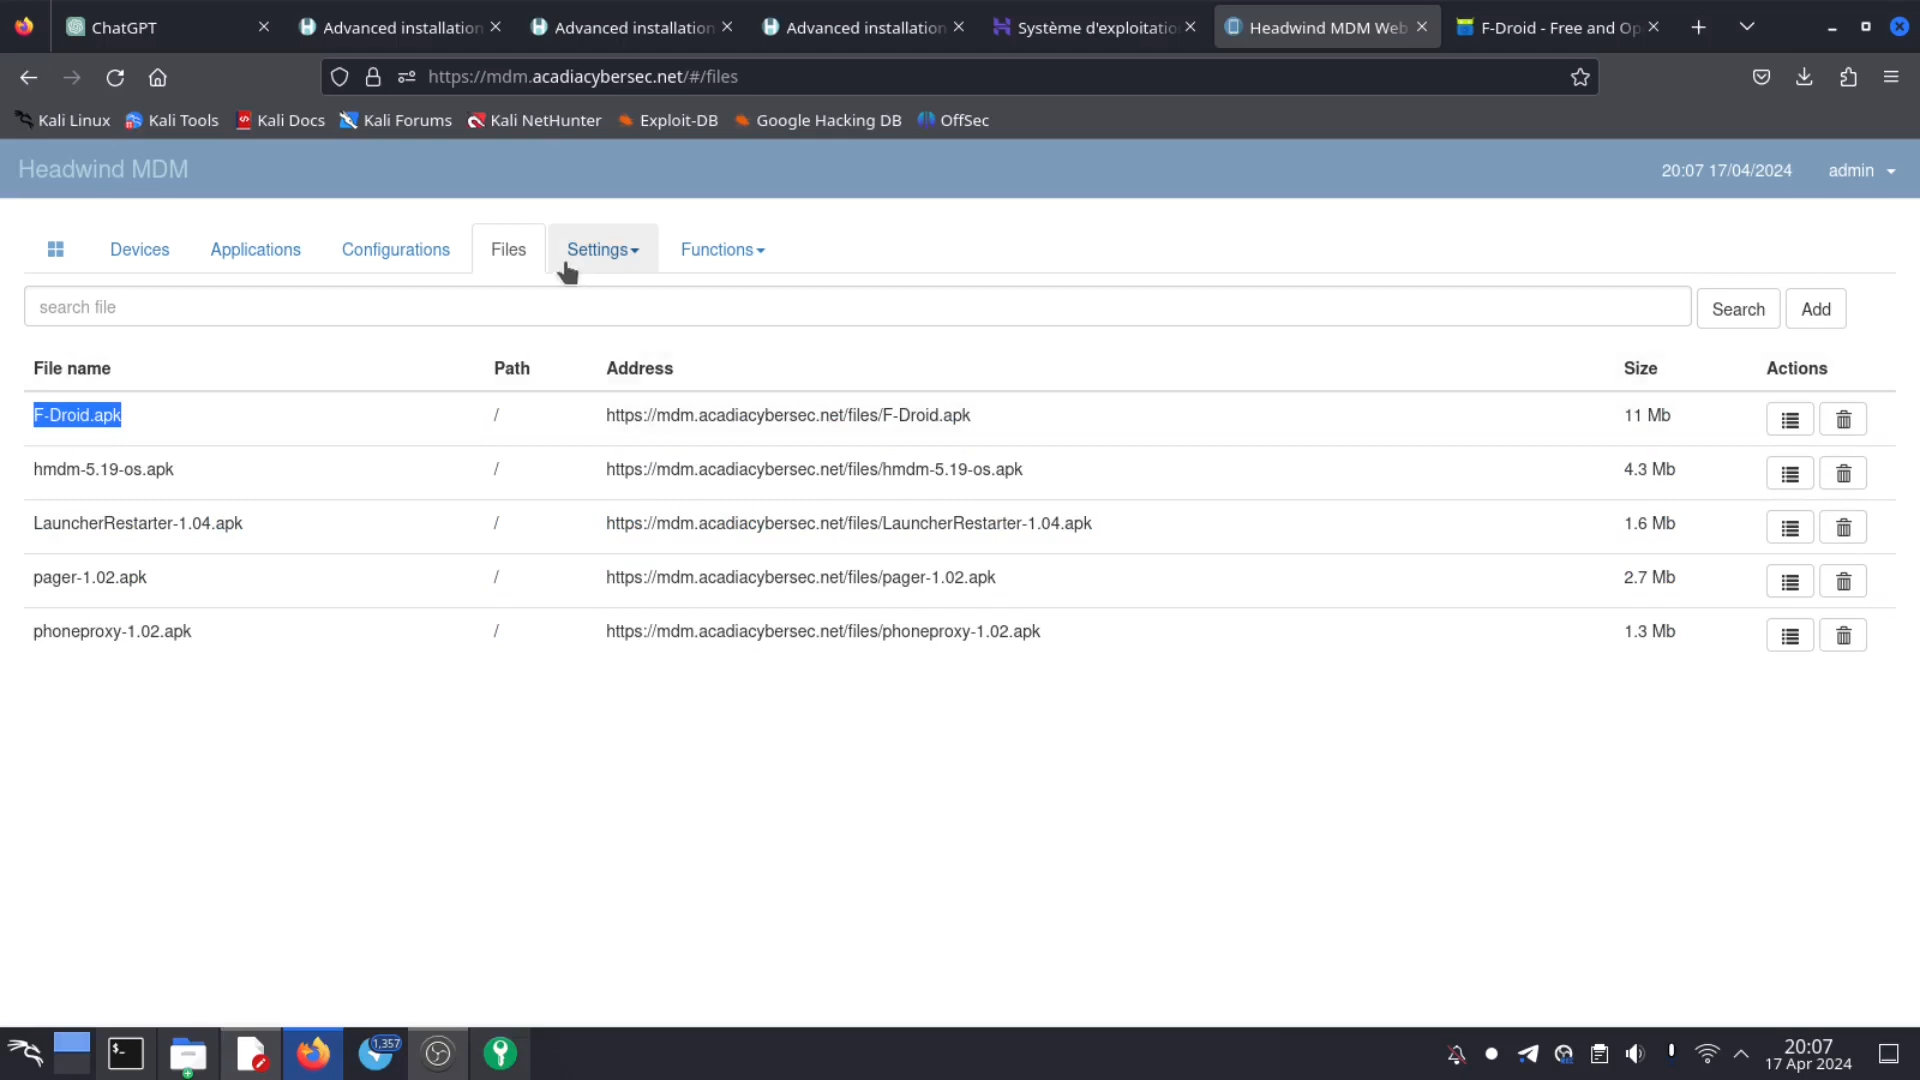 ChatGPT
Advanced installation
Advanced installation
Advanced installation
Système d'exploitatio
Headwind MDM Web
F-Droid - Free and Op
https://mdm.acadiacybersec.net/#/files
Kali Linux
Kali Tools
Kali Docs
Kali Forums
Kali NetHunter
Exploit-DB
Google Hacking DB
OffSec
Headwind MDM
20:07 17/04/2024
admin
Devices
Applications
Configurations
Files
Settings
Functions
search file
Search
Add
File name Path Address Size Actions
F-Droid.apk / https://mdm.acadiacybersec.net/files/F-Droid.apk 11 Mb
hmdm-5.19-os.apk / https://mdm.acadiacybersec.net/files/hmdm-5.19-os.apk 4.3 Mb
LauncherRestarter-1.04.apk / https://mdm.acadiacybersec.net/files/LauncherRestarter-1.04.apk 1.6 Mb
pager-1.02.apk / https://mdm.acadiacybersec.net/files/pager-1.02.apk 2.7 Mb
phoneproxy-1.02.apk / https://mdm.acadiacybersec.net/files/phoneproxy-1.02.apk 1.3 Mb
1,357
20:07
17 Apr 2024